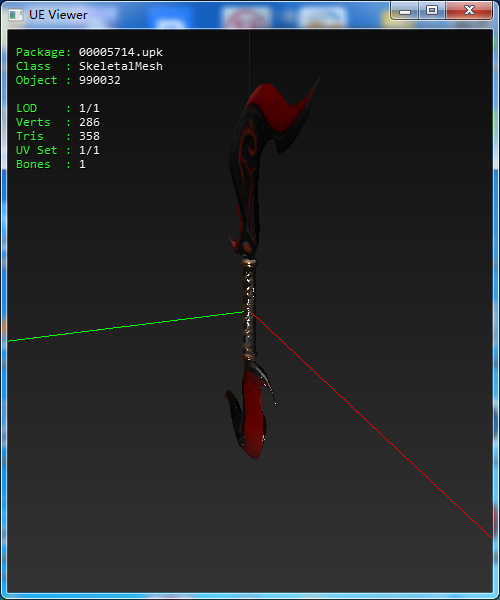 UE Viewer
Package: 00005714.upk
Class : SkeletalMesh
Object : 990032
LOD : 1/1
Verts : 286
Tris : 358
UV Set : 1/1
Bones : 1